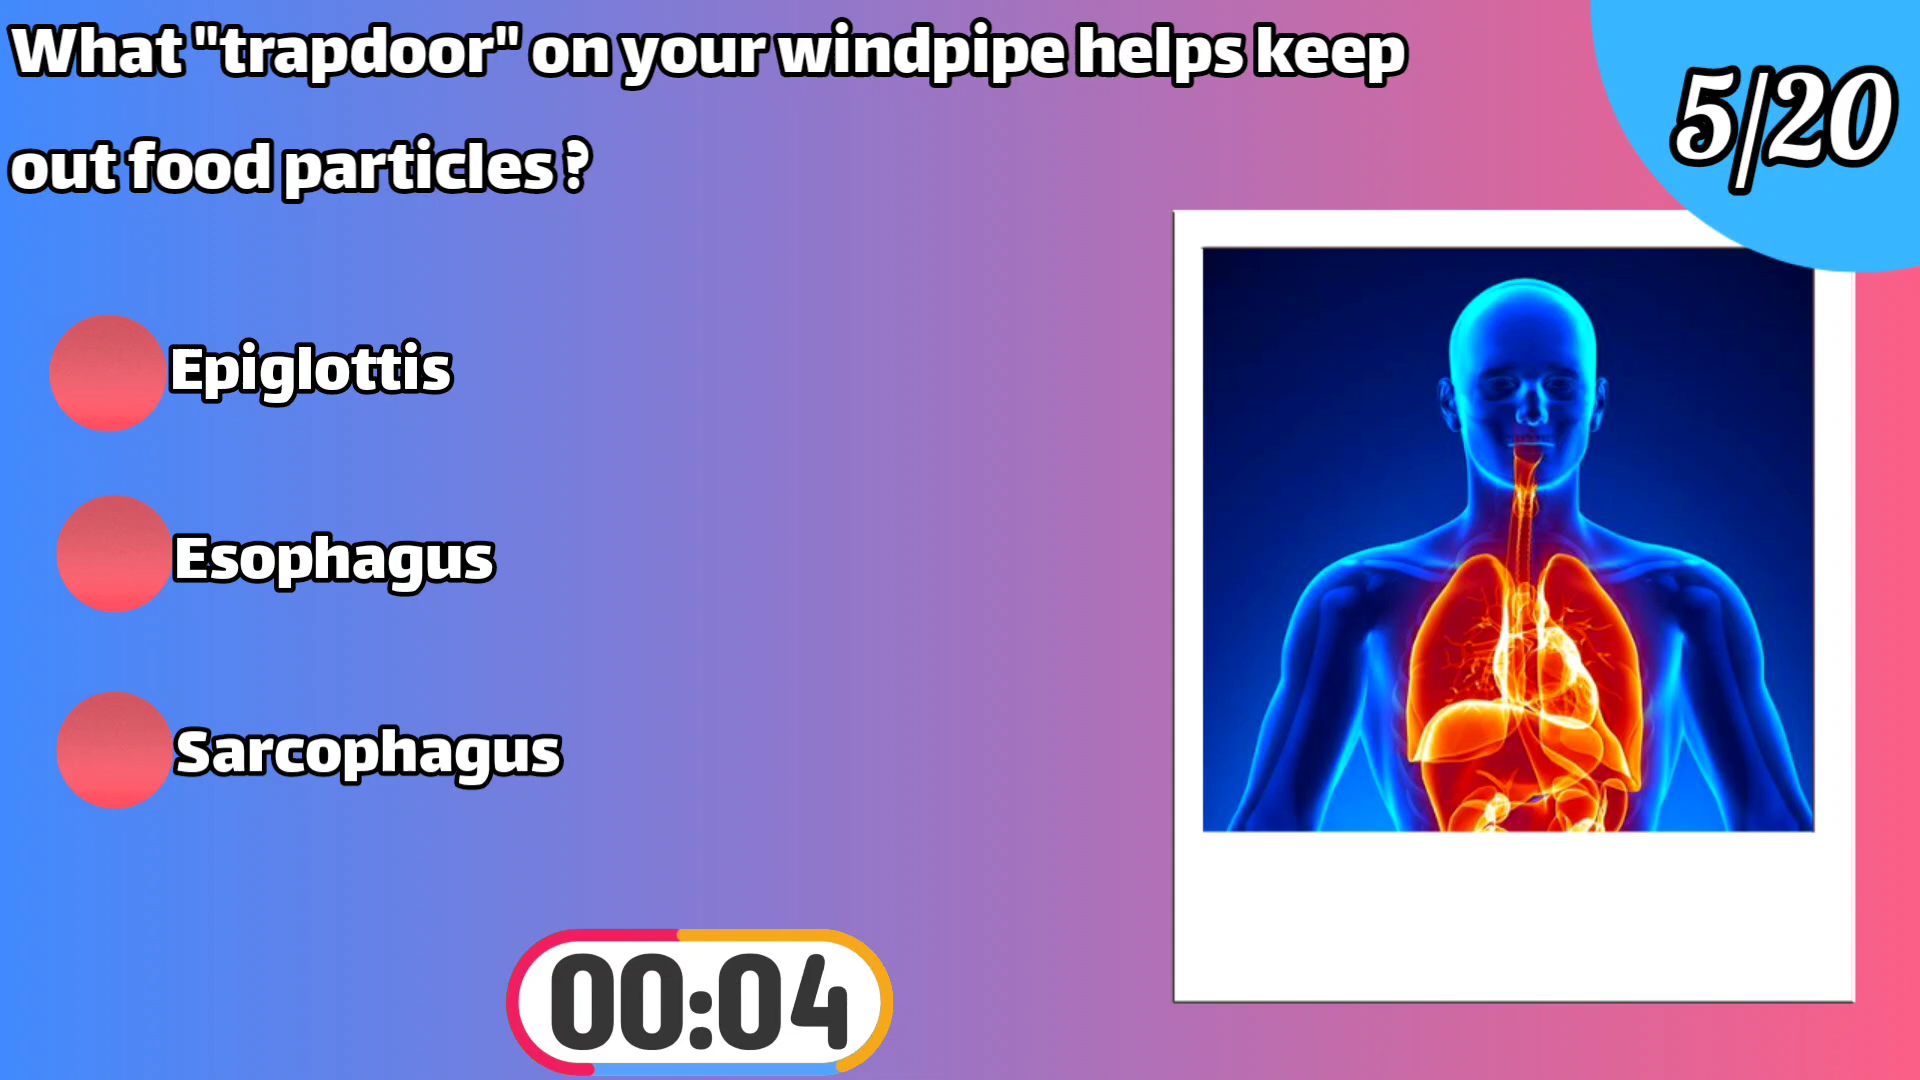 What "trapdoor" on your windpipe helps keep
out food particles ?
5/20
Epiglottis
Esophagus
Sarcophagus
00:04